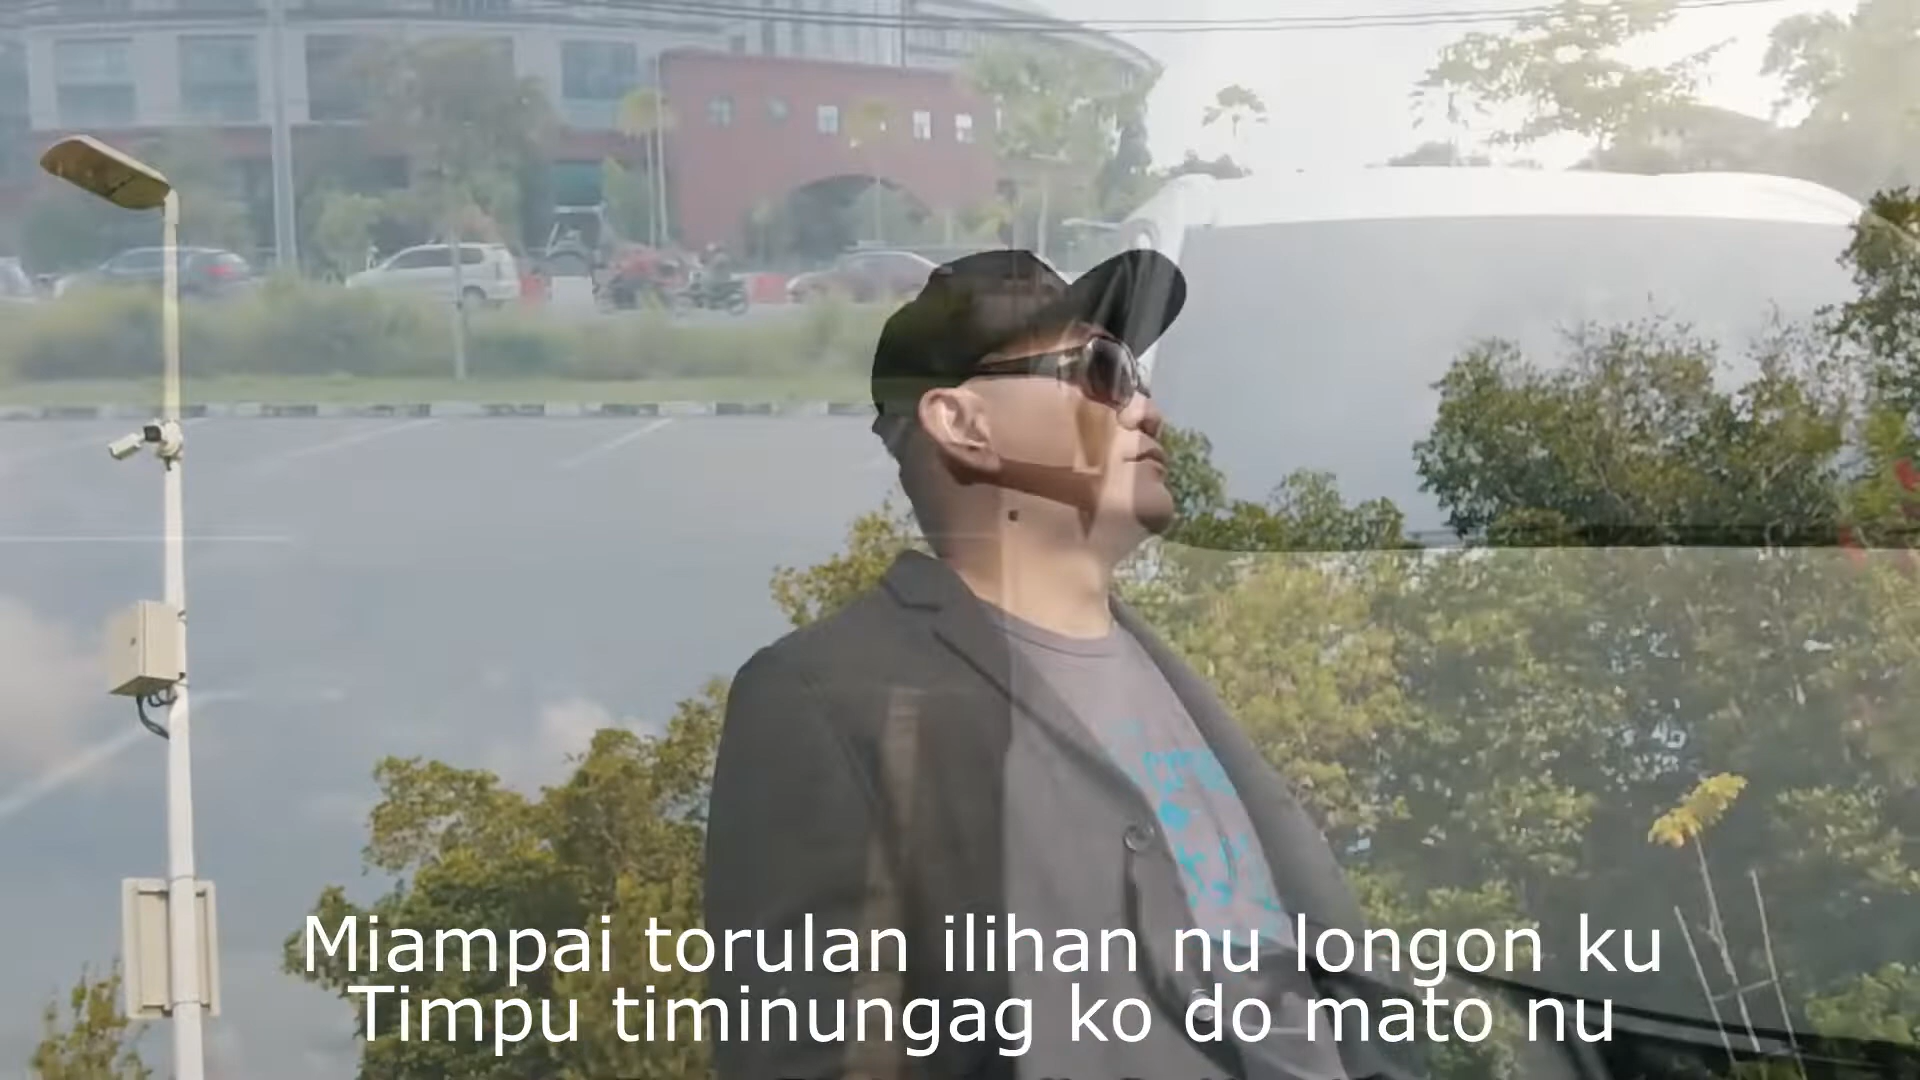 Miampai torulan ilihan nu longon ku
Timpu timinungag ko do mato nu